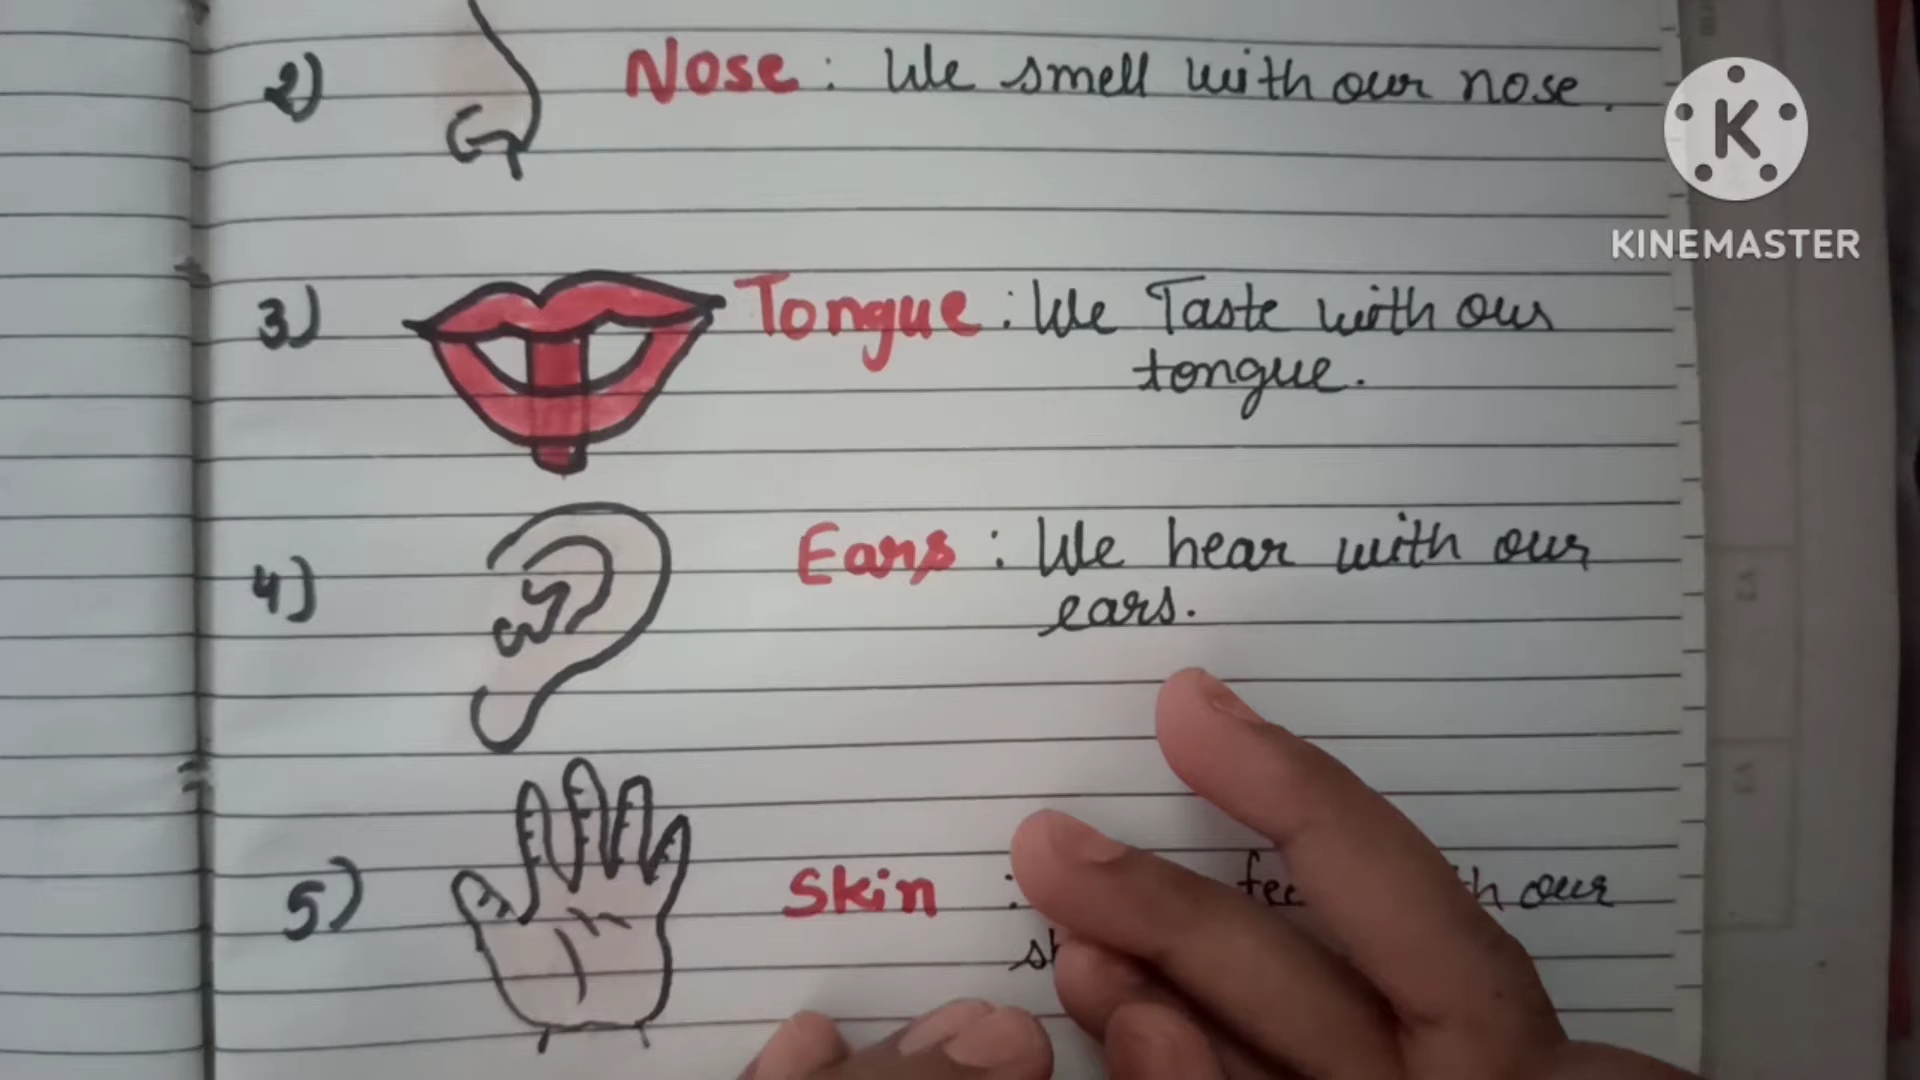 2) Nose : We smell with our nose.
K
KINEMASTER
3) Tongue : We Taste with our
tongue.
4) Ears : We hear with our
ears.
5) Skin : our